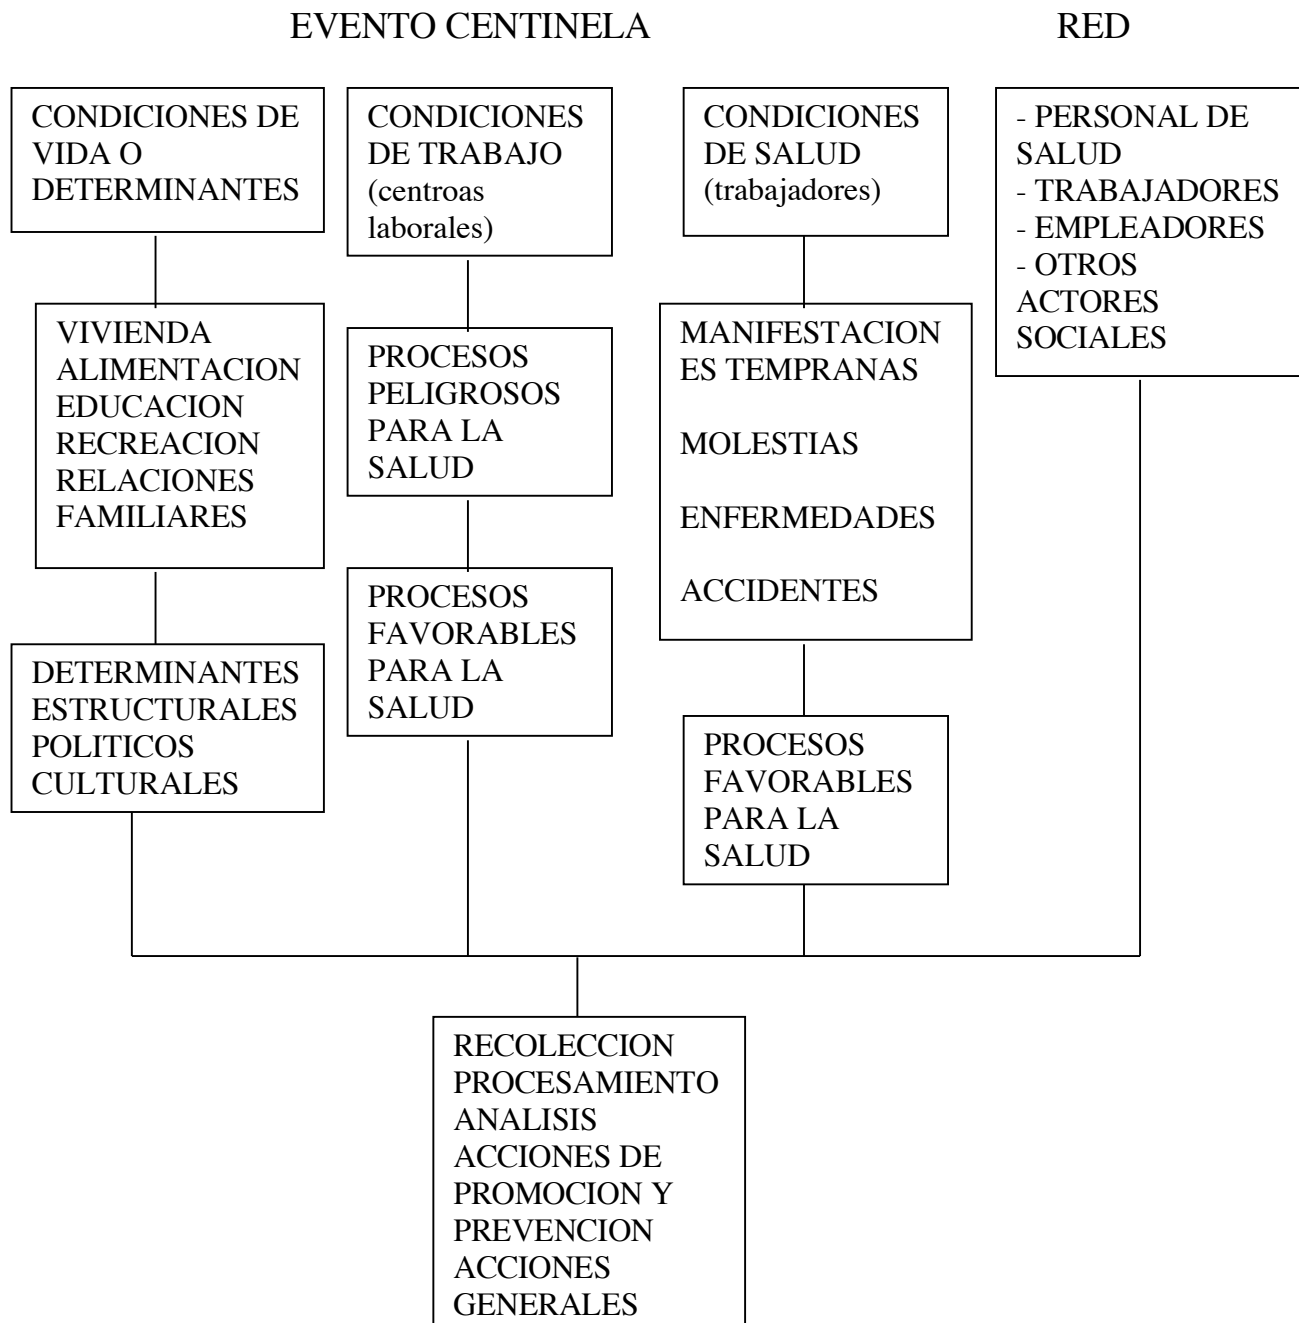 EVENTO CENTINELA
RED
CONDICIONES DE
VIDA O
DETERMINANTES
CONDICIONES
DE TRABAJO
(centroas
laborales)
CONDICIONES
DE SALUD
(trabajadores)
- PERSONAL DE
SALUD
- TRABAJADORES
- EMPLEADORES
- OTROS
ACTORES
SOCIALES
VIVIENDA
ALIMENTACION
EDUCACION
RECREACION
RELACIONES
FAMILIARES
PROCESOS
PELIGROSOS
PARA LA
SALUD
MANIFESTACION
ES TEMPRANAS
MOLESTIAS
ENFERMEDADES
ACCIDENTES
PROCESOS
FAVORABLES
PARA LA
SALUD
DETERMINANTES
ESTRUCTURALES
POLITICOS
CULTURALES
PROCESOS
FAVORABLES
PARA LA
SALUD
RECOLECCION
PROCESAMIENTO
ANALISIS
ACCIONES DE
PROMOCION Y
PREVENCION
ACCIONES
GENERALES